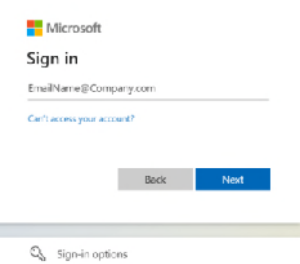 Microsoft
Sign in
EmailName@Company.com
Can't access your account?
Back
Next
Sign-in options